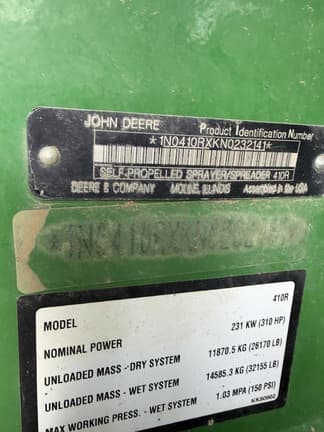 JOHN DEERE Product Identification Number
*1N0410RXKN0232141*
SELF-PROPELLED SPRAYER/SPREADER 410R
DEERE & COMPANY MOLINE, ILLINOIS Assembled in the USA
410R
MODEL
231 KW (310 HP)
NOMINAL POWER
11870.5 KG (26170 LB)
UNLOADED MASS - DRY SYSTEM
14585.3 KG (32155 LB)
UNLOADED MASS - WET SYSTEM
1.03 MPA (150 PSI)
MAX WORKING PRESS. - WET SYSTEM